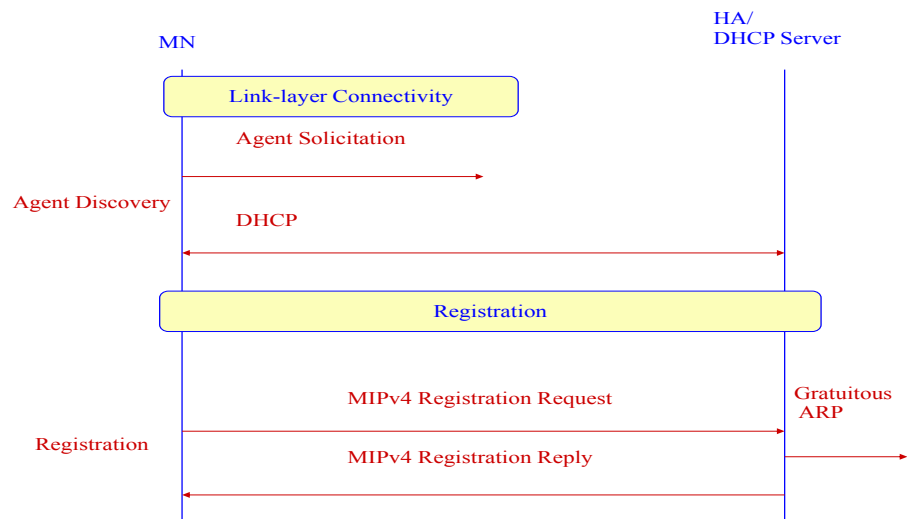 HA/
DHCP Server
MN
Link-layer Connectivity
Agent Solicitation
Agent Discovery
DHCP
Registration
MIPv4 Registration Request
Gratuitous
ARP
Registration
MIPv4 Registration Reply